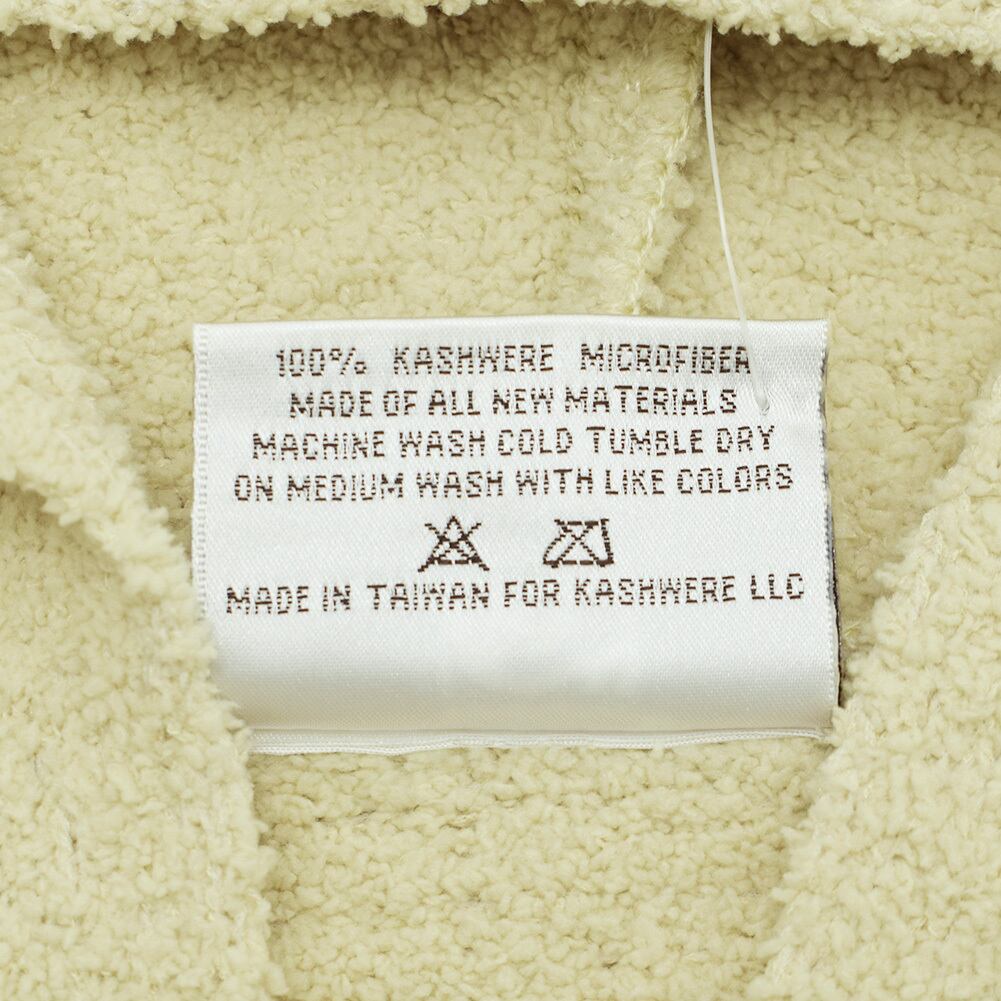 100% KASHWERE MICROFIBER
MADE OF ALL NEW MATERIALS
MACHINE WASH COLD TUMBLE DRY
ON MEDIUM WASH WITH LIKE COLORS
MADE IN TAIWAN FOR KASHWERE LLC